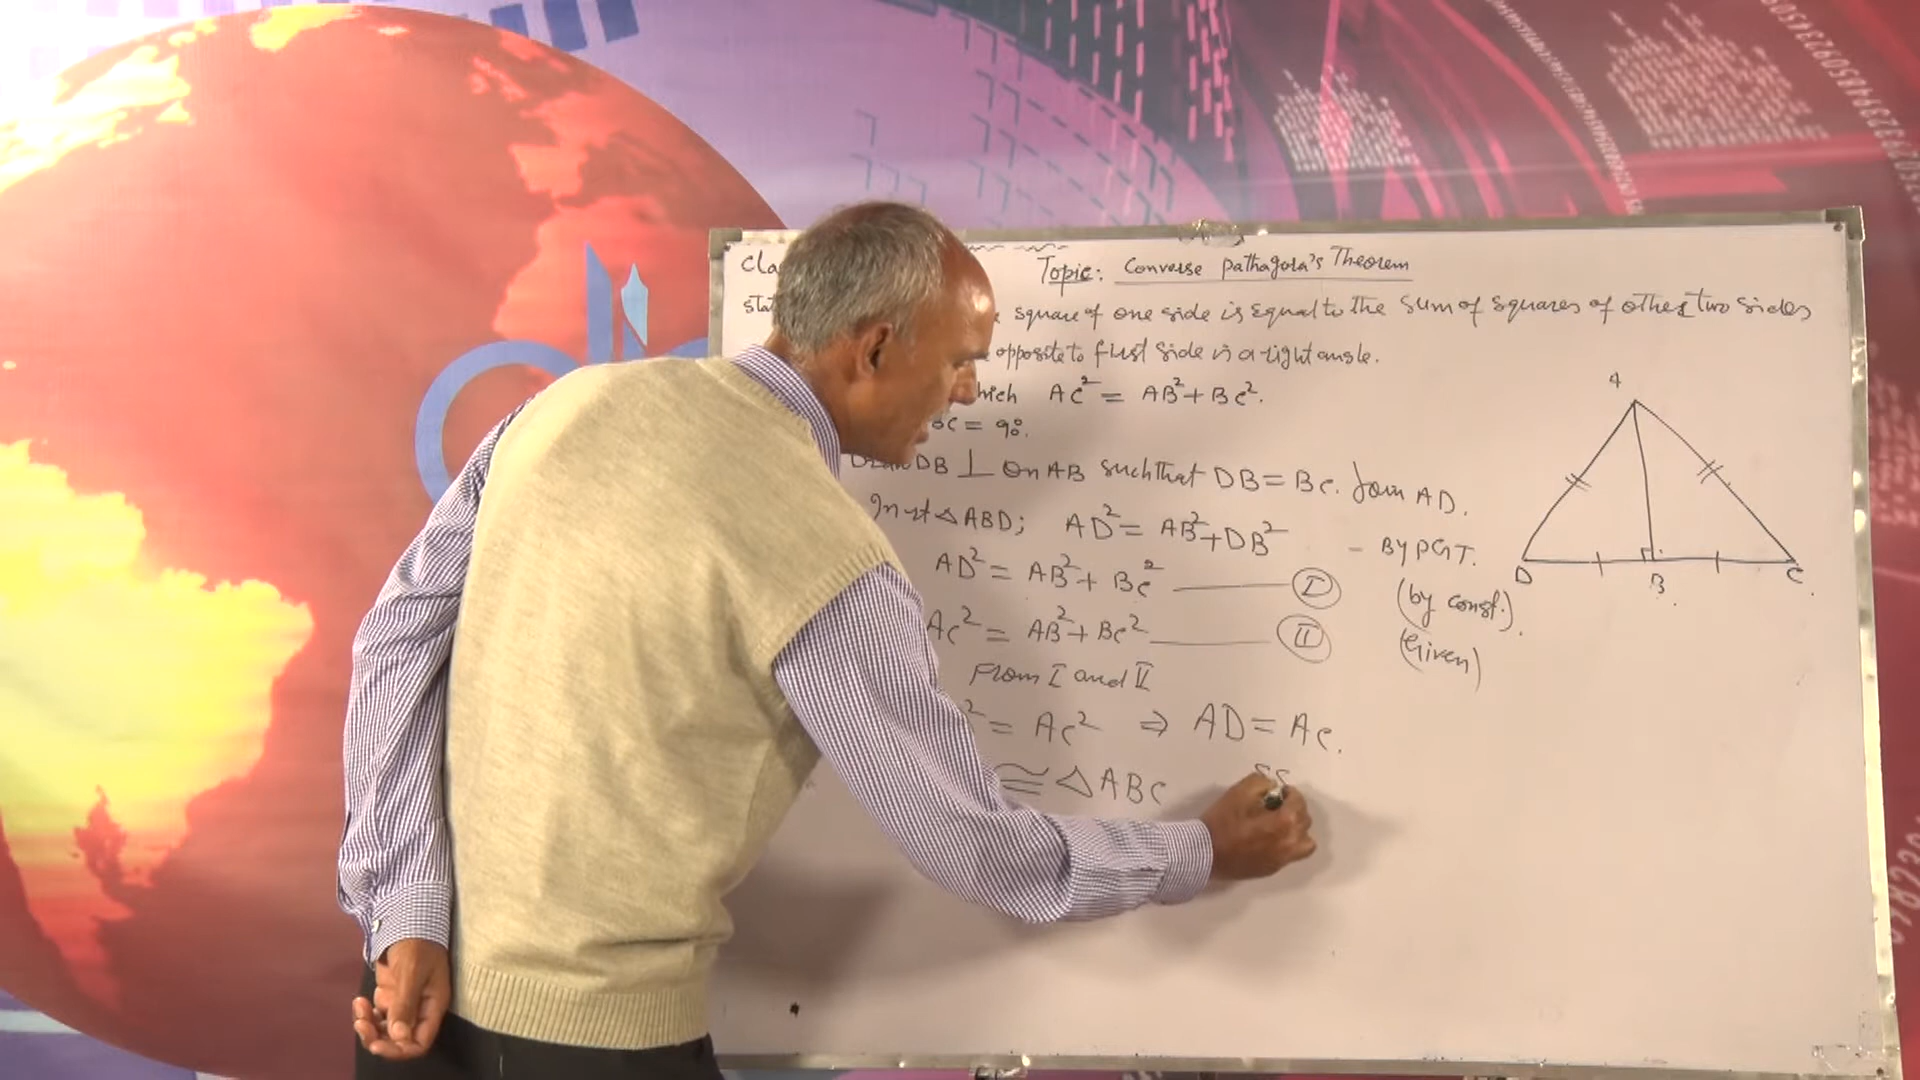 Cla
Topic: Converse pathagora's Theorem
stat square of one side is Equal to the Sum of squares of other two sides
opposite to first side is a right angle.
hich AC² = AB² + BC².
BC = 90°.
DB ⊥ on AB such that DB = BC. Join AD.
In rt △ ABD; AD² = AB² + DB² - BY PGT.
AD² = AB² + BC² I (by const.)
AC² = AB² + BC² II (Given)
From I and II
² = AC² ⇒ AD = AC.
≅ △ABC SS
A
D B C